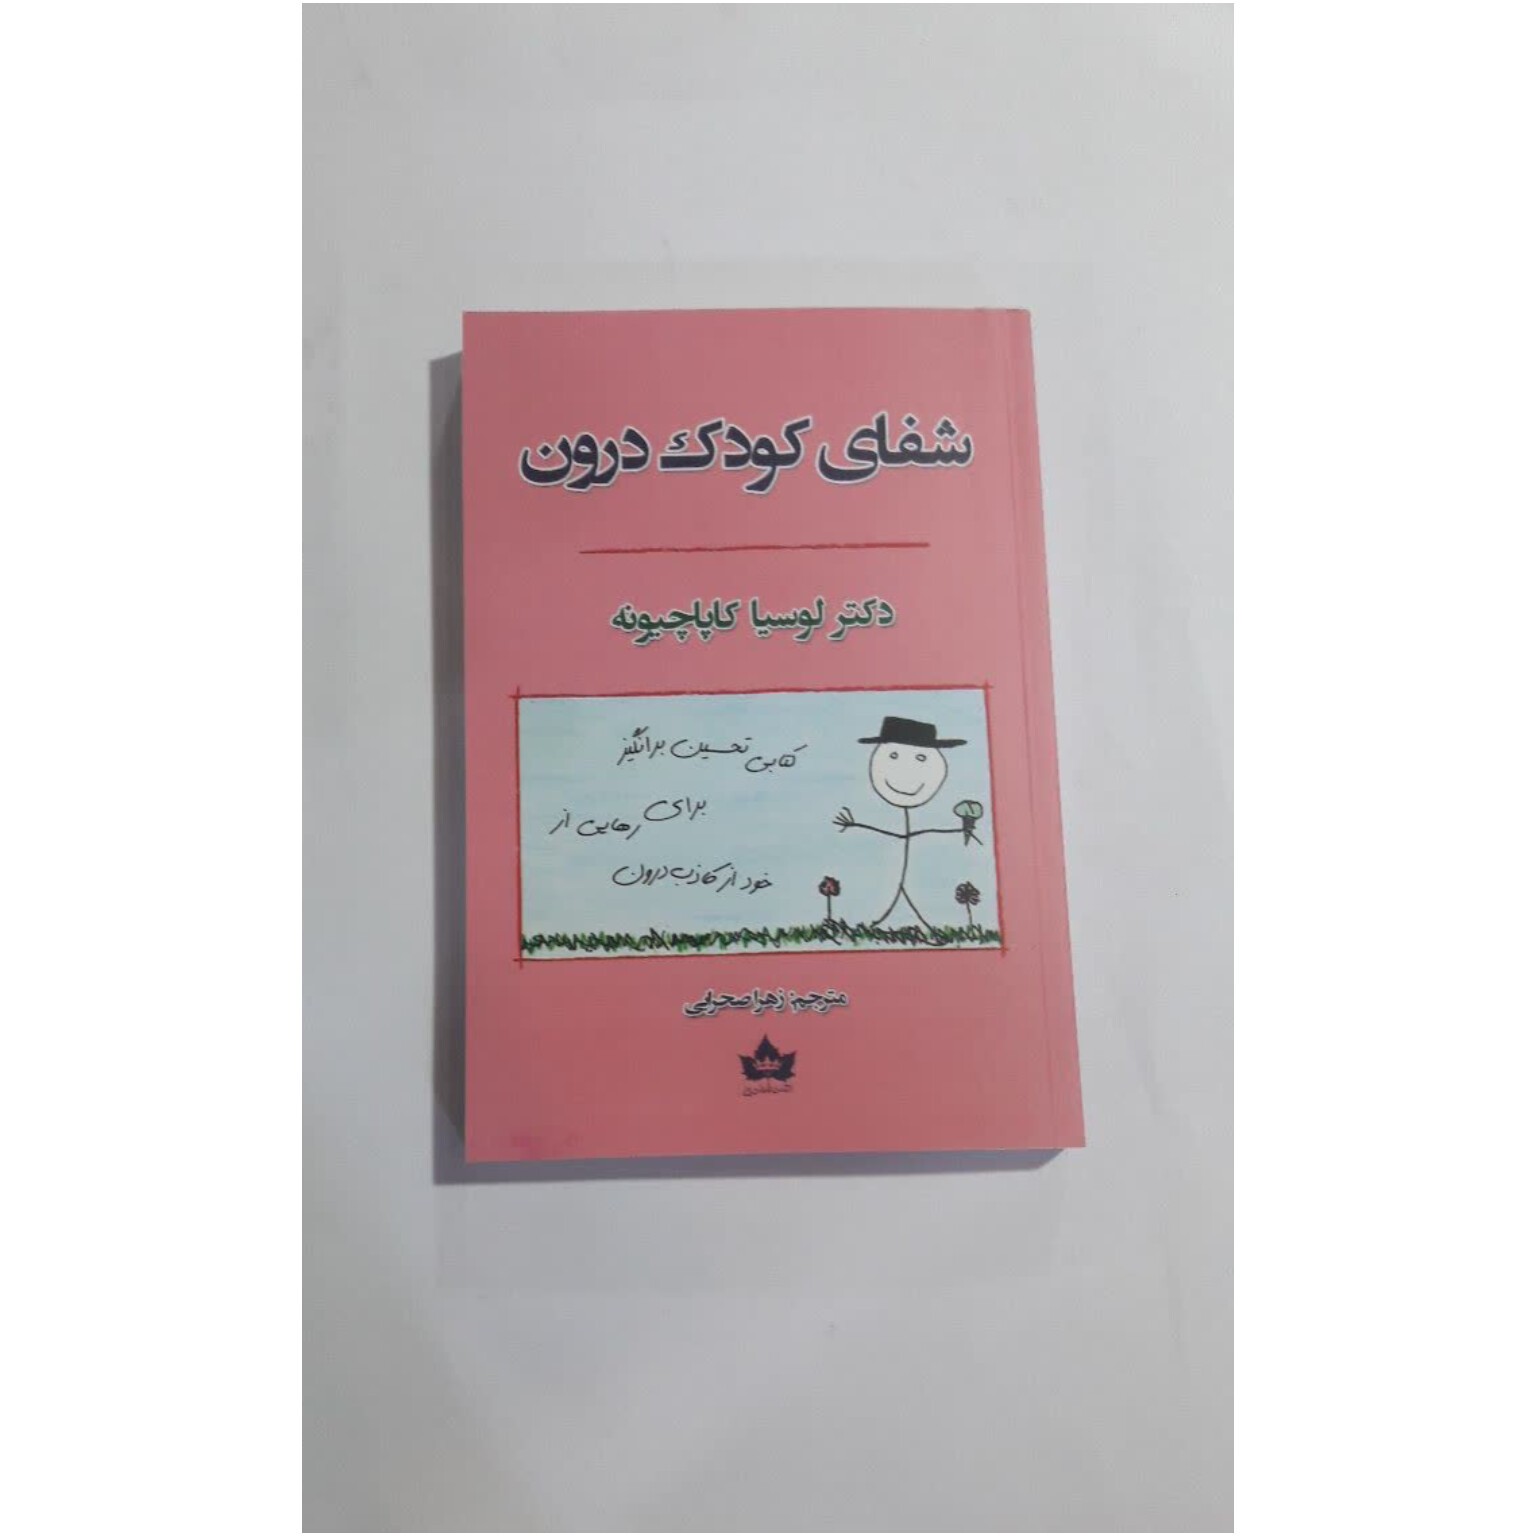 شفای کودک درون
دکتر لوسیا کاپاچیونه
کتابی تحسین برانگیز
برای رهایی از
خود از کاذب درون
مترجم: زهرا صحرایی